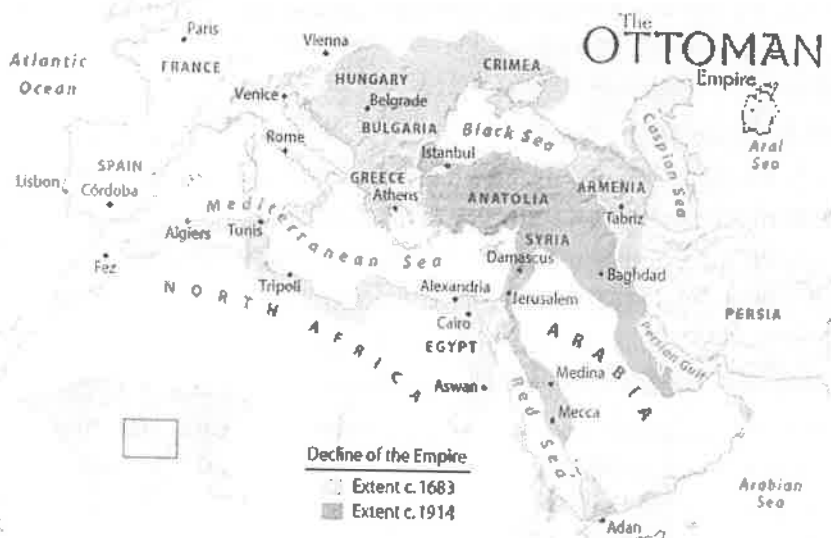 The
OTTOMAN
Empire
Atlantic
Ocean
Paris
FRANCE
Vienna
HUNGARY
CRIMEA
Venice
Belgrade
BULGARIA
Black Sea
Caspian Sea
Aral
Sea
Rome
Istanbul
SPAIN
Lisbon
Córdoba
GREECE
Athens
ANATOLIA
ARMENIA
Tabriz
Mediterranean Sea
Algiers
Tunis
SYRIA
Damascus
Baghdad
Fez
Tripoli
Alexandria
Jerusalem
NORTH AFRICA
Cairo
EGYPT
ARABIA
PERSIA
Persian Gulf
Aswan
Red Sea
Medina
Mecca
Decline of the Empire
Extent c. 1683
Extent c. 1914
Arabian
Sea
Adan